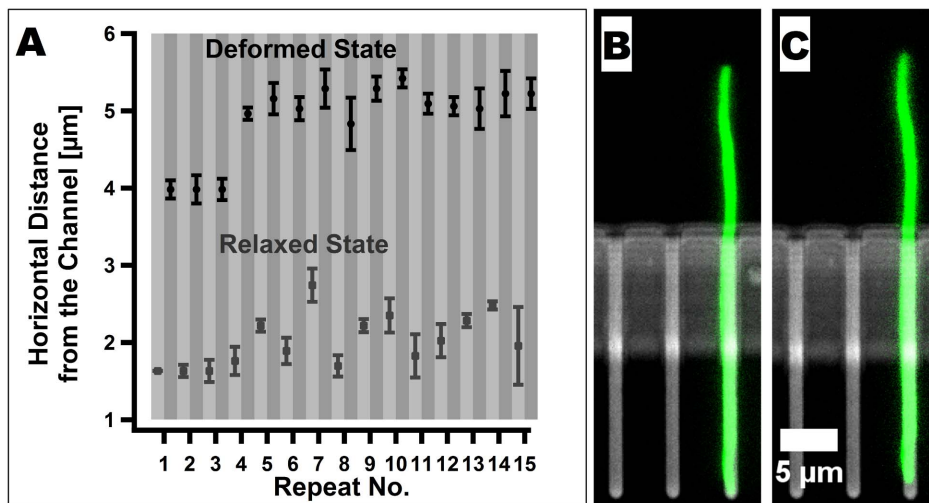 A
Deformed State
Relaxed State
Horizontal Distance
from the Channel [µm]
6
5
4
3
2
1
1 2 3 4 5 6 7 8 9 10 11 12 13 14 15
Repeat No.
B
C
5 µm